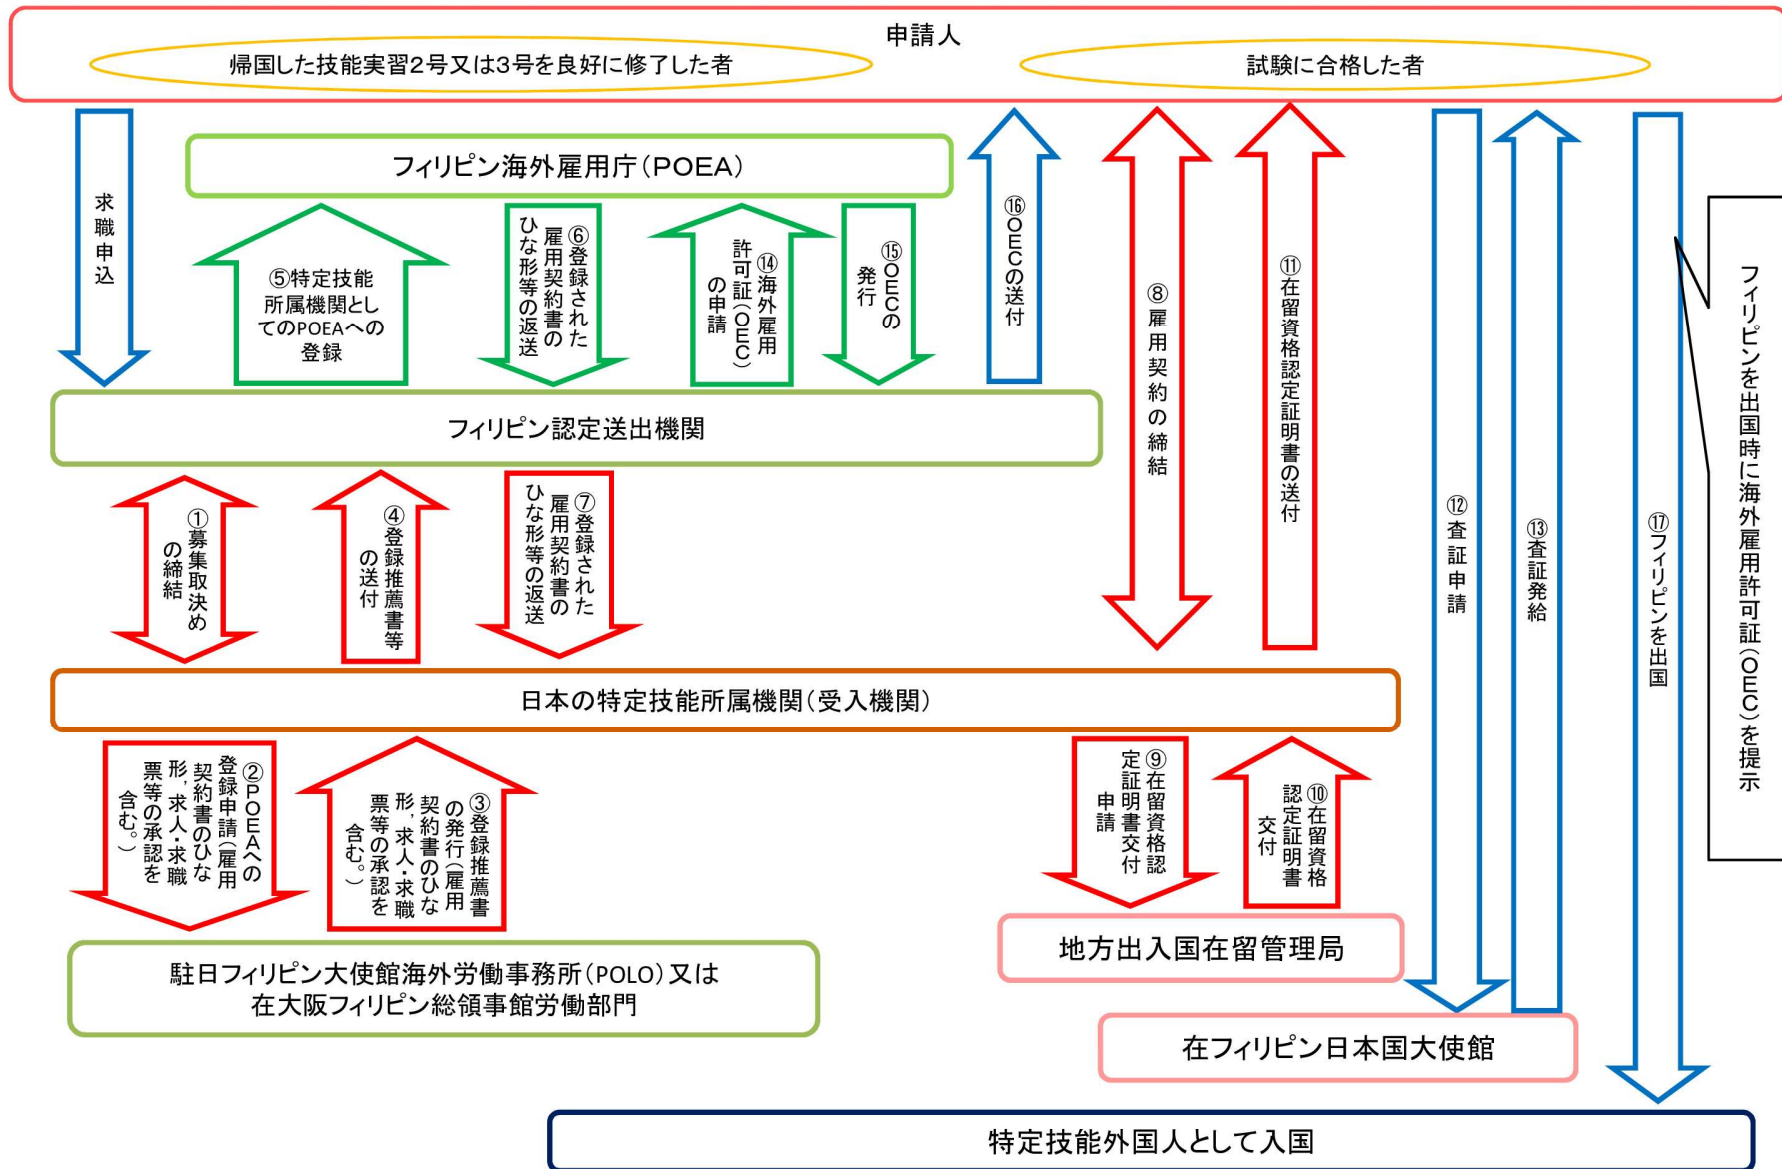 申請人
帰国した技能実習2号又は3号を良好に修了した者
試験に合格した者
求職申込
フィリピン海外雇用庁(POEA)
⑤特定技能
所属機関とし
てのPOEAへの
登録
⑥登録された
雇用契約書の
ひな形等の返送
⑭海外雇用
許可証(OEC)
の申請
⑮OECの
発行
⑯OECの送付
⑧雇用契約の締結
⑪在留資格認定証明書の送付
⑫査証申請
⑬査証発給
⑰フィリピンを出国
フィリピンを出国時に海外雇用許可証(OEC)を提示
フィリピン認定送出機関
①募集取決め
の締結
④登録推薦書等
の送付
⑦登録された
雇用契約書の
ひな形等の返送
日本の特定技能所属機関(受入機関)
②POEAへの
登録申請(雇用
契約書のひな
形,求人・求職
票等の承認を
含む。)
③登録推薦書
の発行(雇用
契約書のひな
形,求人・求職
票等の承認を
含む。)
⑨在留資格認
定証明書交付
申請
⑩在留資格
認定証明書
交付
駐日フィリピン大使館海外労働事務所(POLO)又は
在大阪フィリピン総領事館労働部門
地方出入国在留管理局
在フィリピン日本国大使館
特定技能外国人として入国